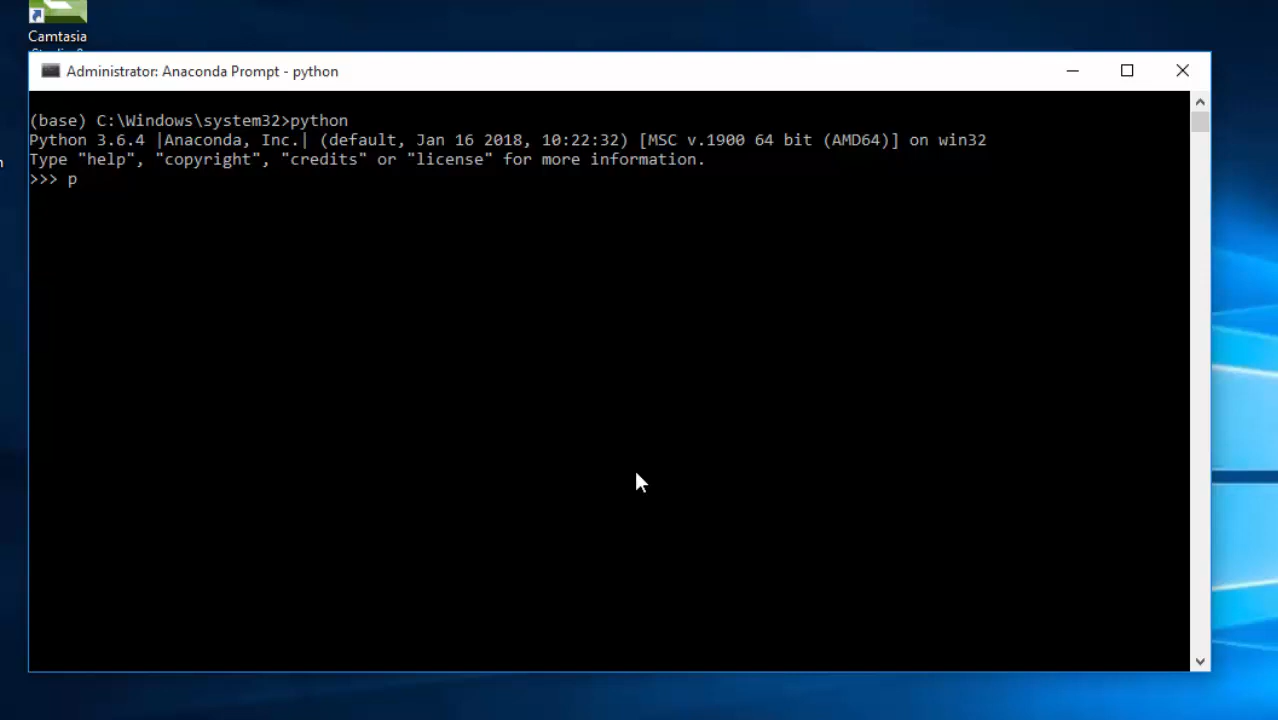 Camtasia
Administrator: Anaconda Prompt - python
(base) C:\Windows\system32>python
Python 3.6.4 |Anaconda, Inc.| (default, Jan 16 2018, 10:22:32) [MSC v.1900 64 bit (AMD64)] on win32
Type "help", "copyright", "credits" or "license" for more information.
>>> p